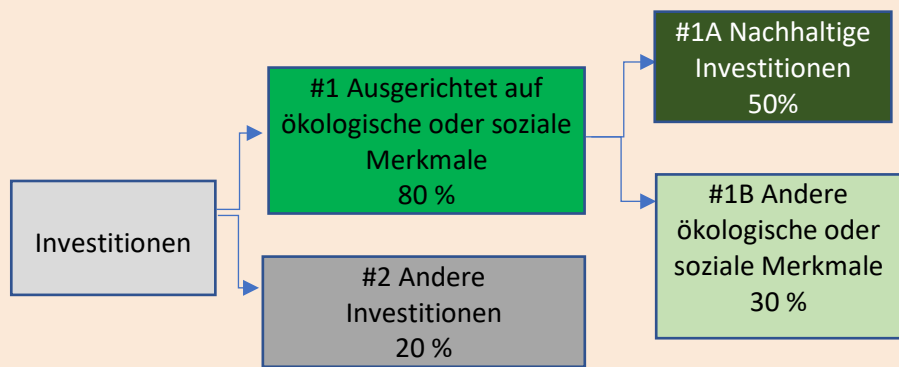 Investitionen
#1 Ausgerichtet auf
ökologische oder soziale
Merkmale
80 %
#2 Andere
Investitionen
20 %
#1A Nachhaltige
Investitionen
50%
#1B Andere
ökologische oder
soziale Merkmale
30 %